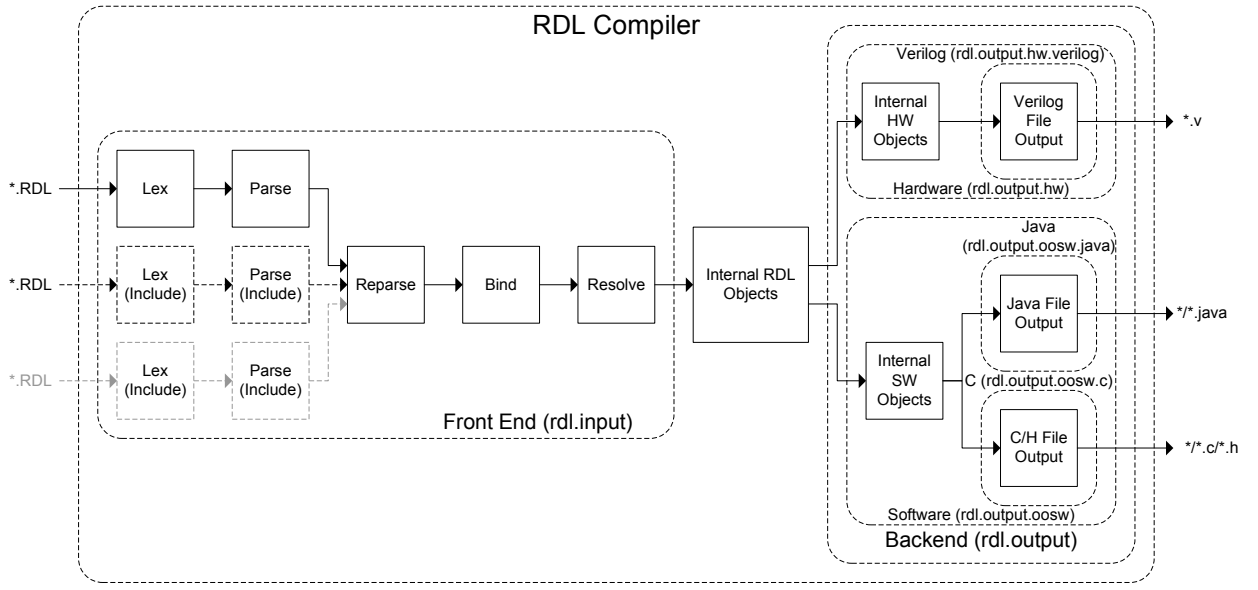 RDL Compiler
*.RDL
Lex
Parse
*.RDL
Lex
(Include)
Parse
(Include)
*.RDL
Lex
(Include)
Parse
(Include)
Reparse
Bind
Resolve
Front End (rdl.input)
Internal RDL
Objects
Verilog (rdl.output.hw.verilog)
Internal
HW
Objects
Verilog
File
Output
*.v
Hardware (rdl.output.hw)
Java
(rdl.output.oosw.java)
Java File
Output
*/*.java
Internal
SW
Objects
C (rdl.output.oosw.c)
C/H File
Output
*/*.c/*.h
Software (rdl.output.oosw)
Backend (rdl.output)